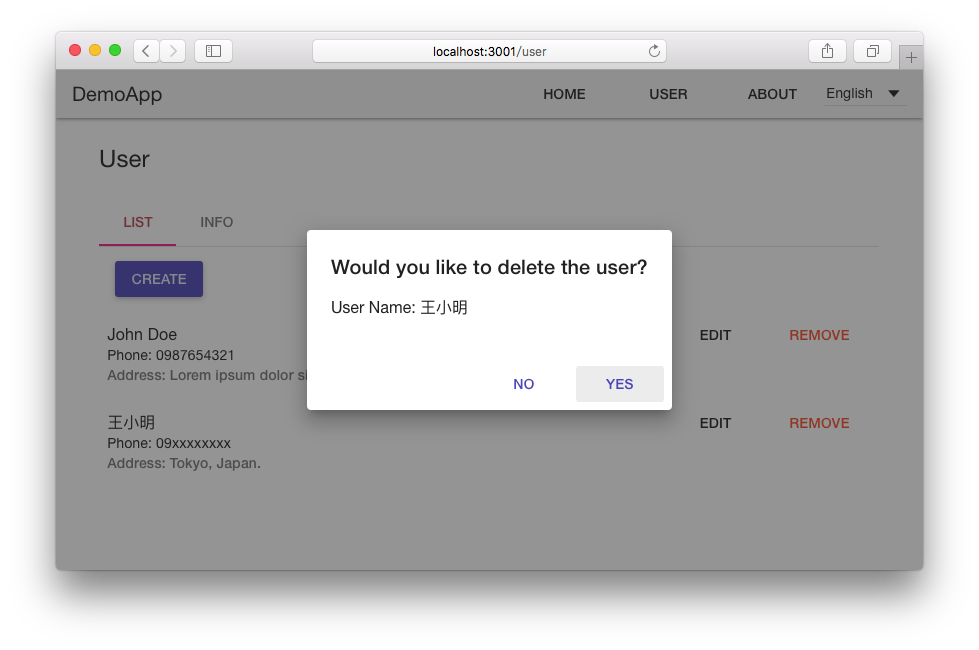 localhost:3001/user
DemoApp HOME USER ABOUT English
User
LIST INFO
CREATE
Would you like to delete the user?
User Name: 王小明
NO YES
John Doe EDIT REMOVE
Phone: 0987654321
Address: Lorem ipsum dolor
王小明 EDIT REMOVE
Phone: 09xxxxxxxx
Address: Tokyo, Japan.